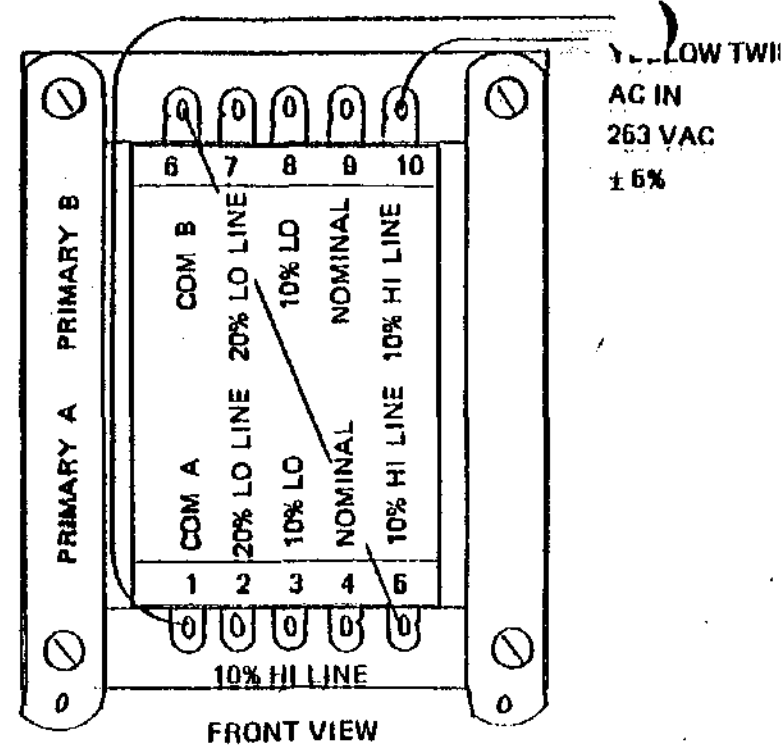 YELLOW TWI
AC IN
263 VAC
± 6%
6 7 8 9 10
PRIMARY B
COM B
20% LO LINE
10% LO
NOMINAL
10% HI LINE
PRIMARY A
COM A
20% LO LINE
10% LO
NOMINAL
10% HI LINE
1 2 3 4 5
10% HI LINE
FRONT VIEW